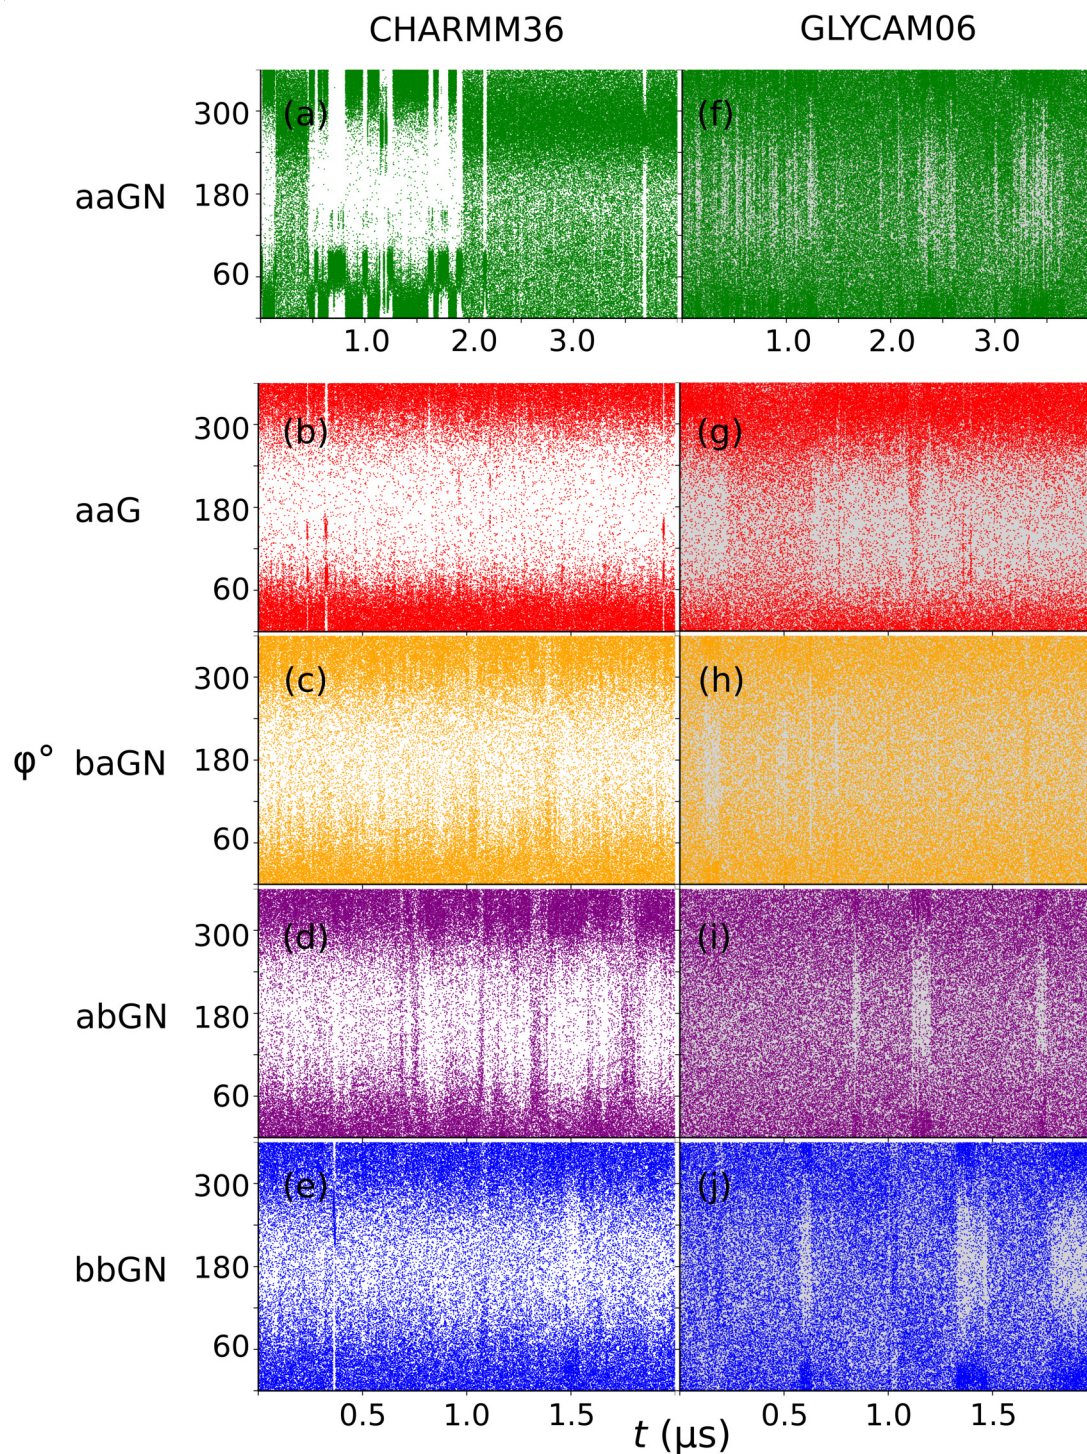 CHARMM36 GLYCAM06
300 (a) (f)
aaGN 180
60
1.0 2.0 3.0 1.0 2.0 3.0
300 (b) (g)
aaG 180
60
300 (c) (h)
φ° baGN 180
60
300 (d) (i)
abGN 180
60
300 (e) (j)
bbGN 180
60
0.5 1.0 1.5 0.5 1.0 1.5
t (μs)